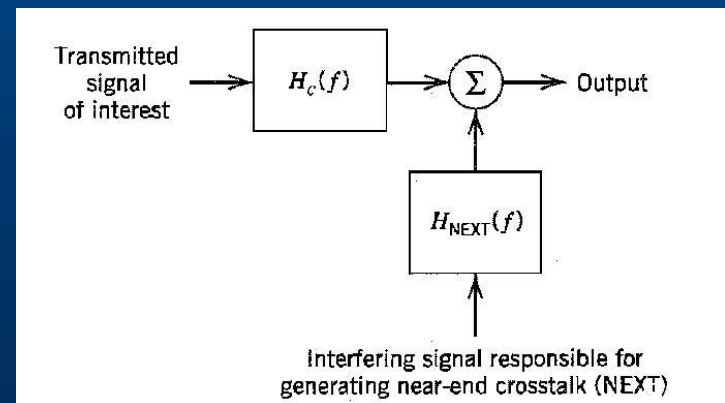 Transmitted
signal
of interest
H_c(f)
Σ
Output
H_NEXT(f)
Interfering signal responsible for
generating near-end crosstalk (NEXT)